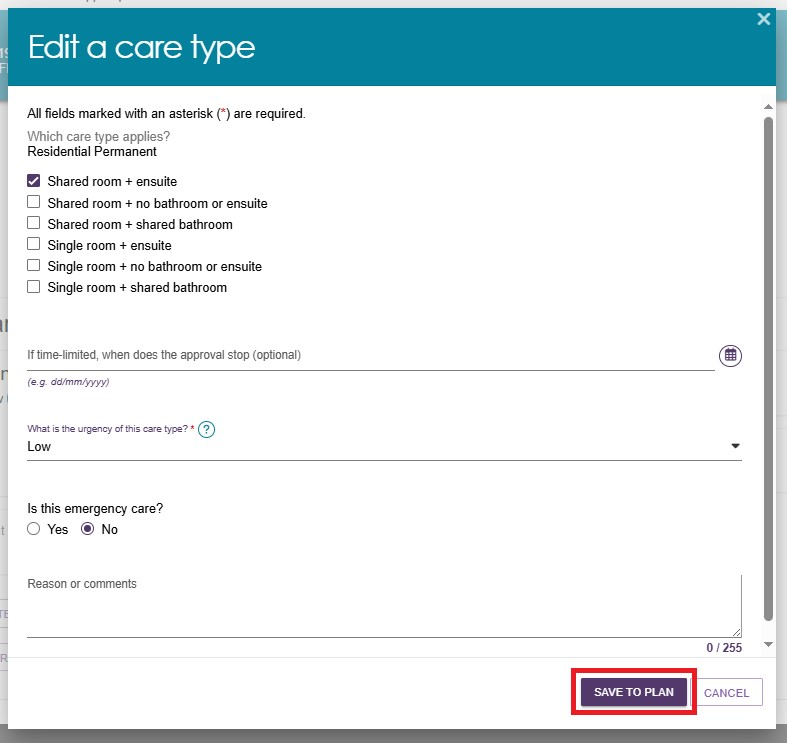 Edit a care type
All fields marked with an asterisk (*) are required.
Which care type applies?
Residential Permanent
Shared room + ensuite
Shared room + no bathroom or ensuite
Shared room + shared bathroom
Single room + ensuite
Single room + no bathroom or ensuite
Single room + shared bathroom
If time-limited, when does the approval stop (optional)
(e.g. dd/mm/yyyy)
What is the urgency of this care type? * ?
Low
Is this emergency care?
Yes No
Reason or comments
0 / 255
SAVE TO PLAN CANCEL